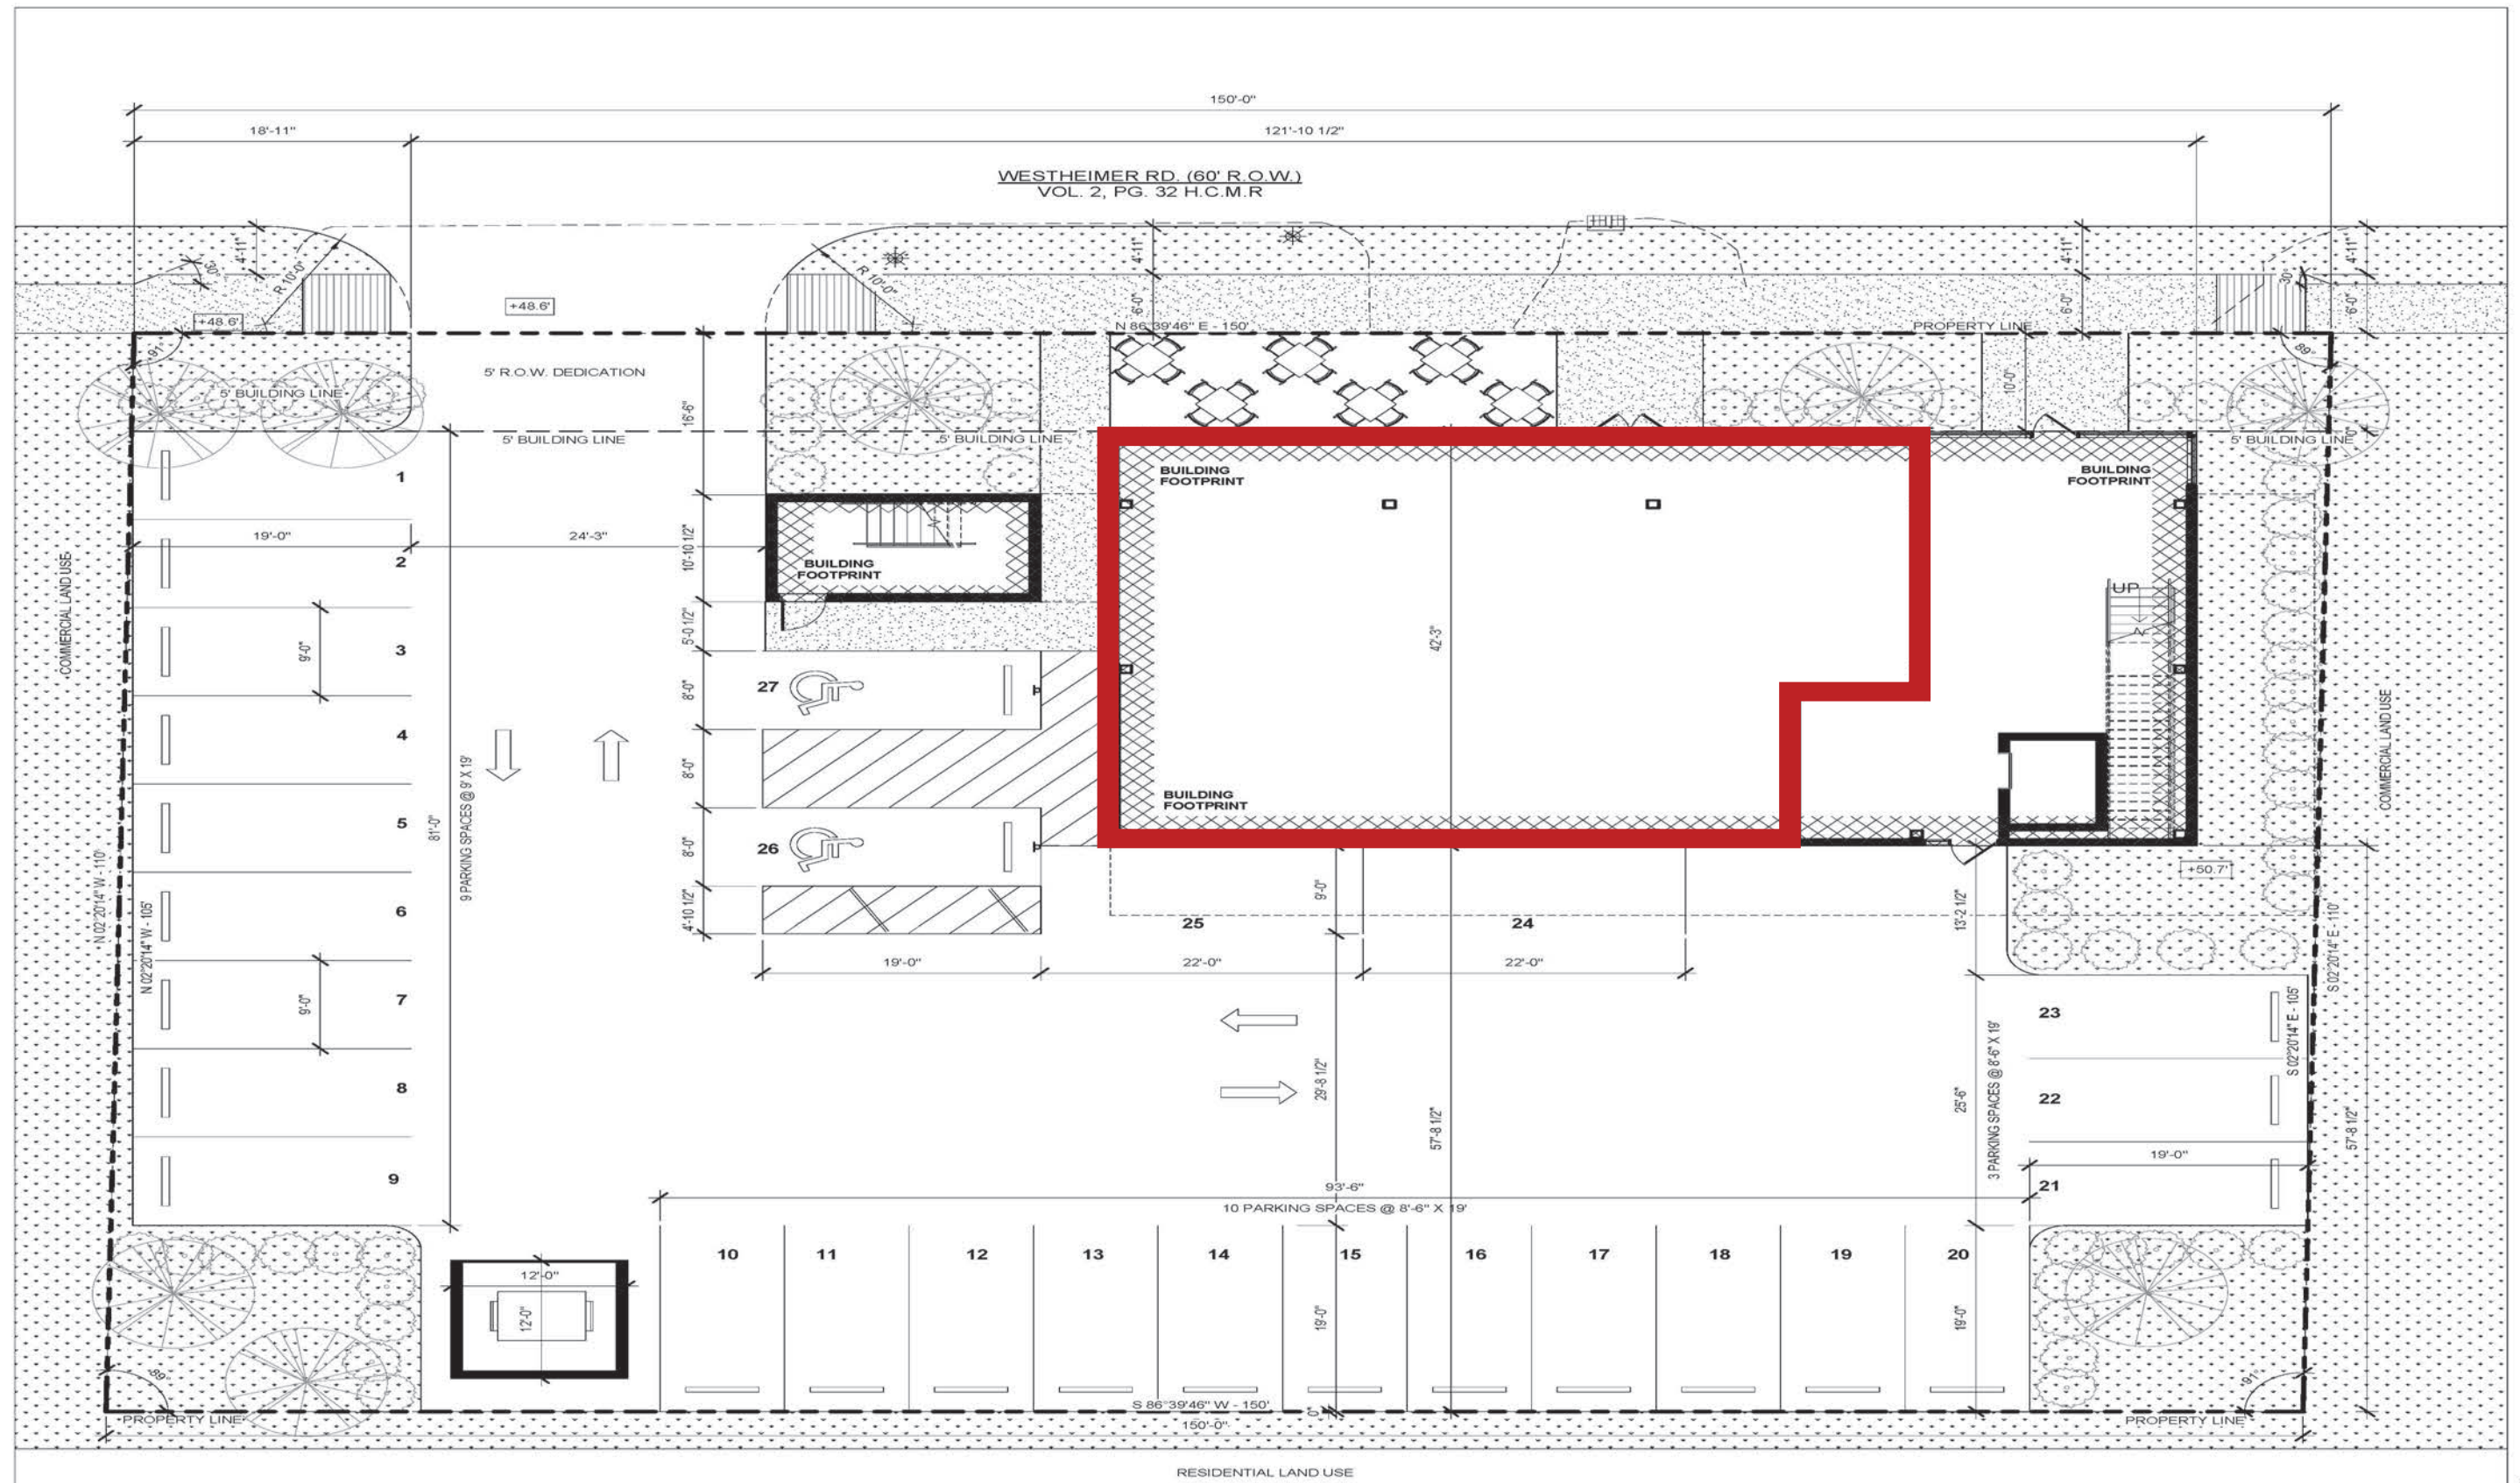 150'-0"
18'-11"
121'-10 1/2"
WESTHEIMER RD. (60' R.O.W.)
VOL. 2, PG. 32 H.C.M.R
4'-11"
30°
R 10'-0"
+48.6'
+48.6'
R 10'-0"
4'-11"
6'-0"
4'-11"
6'-0"
30°
4'-11"
6'-0"
N 86°39'46" E - 150'
PROPERTY LINE
91°
89°
5' R.O.W. DEDICATION
5' BUILDING LINE
5' BUILDING LINE
5' BUILDING LINE
5' BUILDING LINE
16'-6"
10'-0"
BUILDING
FOOTPRINT
BUILDING
FOOTPRINT
BUILDING
FOOTPRINT
BUILDING
FOOTPRINT
1
19'-0"
24'-3"
2
9'-0"
3
4
5
6
9'-0"
7
8
9
81'-0"
9 PARKING SPACES @ 9' X 19'
COMMERCIAL LAND USE
N 02°20'14" W - 110'
N 02°20'14" W - 105'
10'-10 1/2"
5'-0 1/2"
8'-0"
8'-0"
8'-0"
4'-10 1/2"
27
26
42'-3"
UP
COMMERCIAL LAND USE
+50.7'
25
24
9'-0"
13'-2 1/2"
19'-0"
22'-0"
22'-0"
29'-8 1/2"
57'-8 1/2"
25'-6"
3 PARKING SPACES @ 8'-6" X 19'
23
22
19'-0"
21
S 02°20'14" E - 110'
S 02°20'14" E - 105'
57'-8 1/2"
93'-6"
10 PARKING SPACES @ 8'-6" X 19'
10
11
12
13
14
15
16
17
18
19
20
12'-0"
12'-0"
19'-0"
19'-0"
89°
91°
0"
S 86°39'46" W - 150'
PROPERTY LINE
150'-0"
PROPERTY LINE
RESIDENTIAL LAND USE